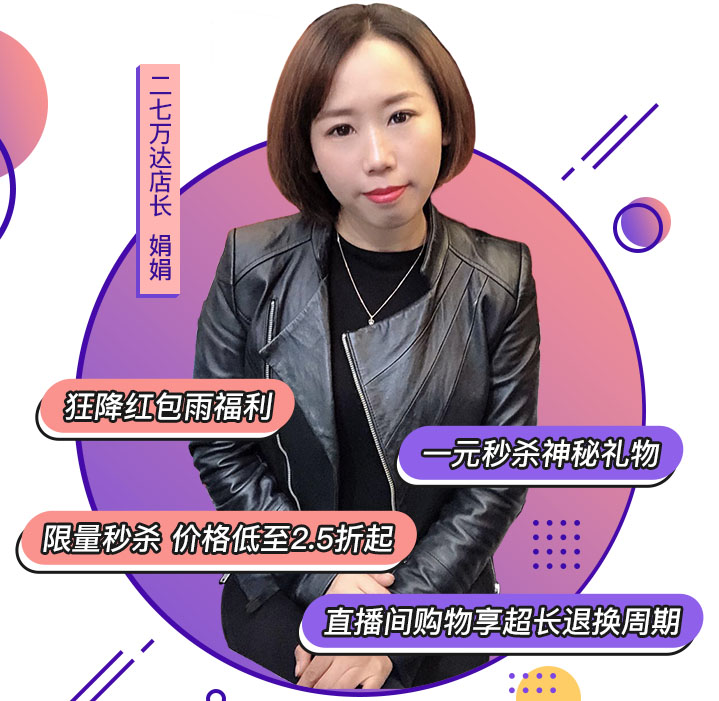 二七万达店长 娟娟
狂降红包雨福利
一元秒杀神秘礼物
限量秒杀 价格低至2.5折起
直播间购物享超长退换周期